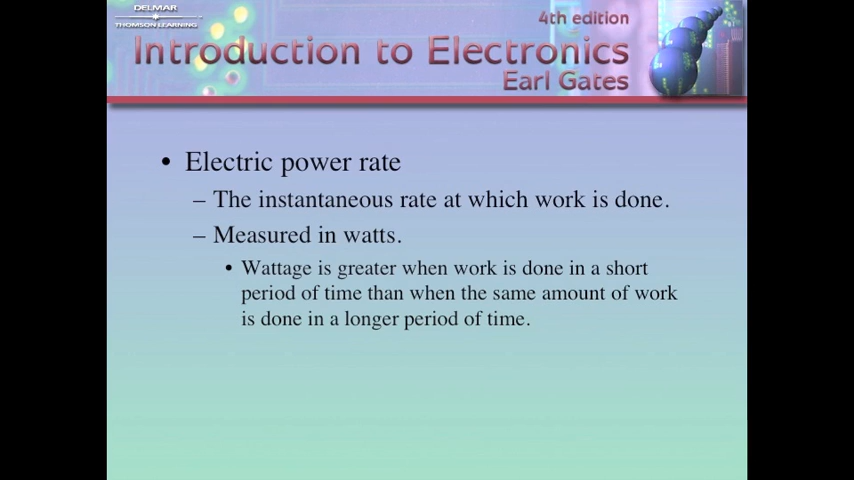 DELMAR
THOMSON LEARNING
4th edition
Introduction to Electronics
Earl Gates
• Electric power rate
– The instantaneous rate at which work is done.
– Measured in watts.
• Wattage is greater when work is done in a short
period of time than when the same amount of work
is done in a longer period of time.